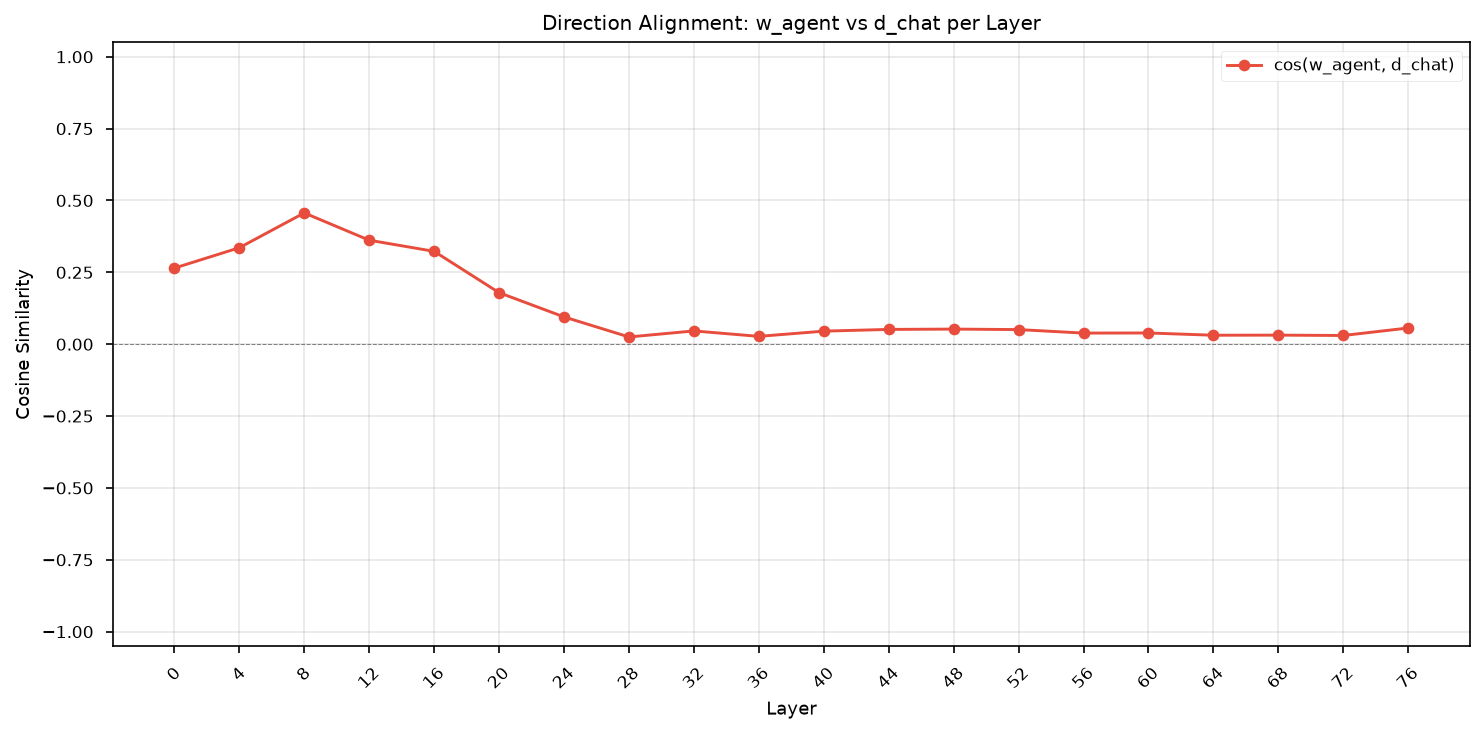 Direction Alignment: w_agent vs d_chat per Layer
cos(w_agent, d_chat)
Cosine Similarity
1.00
0.75
0.50
0.25
0.00
−0.25
−0.50
−0.75
−1.00
0 4 8 12 16 20 24 28 32 36 40 44 48 52 56 60 64 68 72 76
Layer